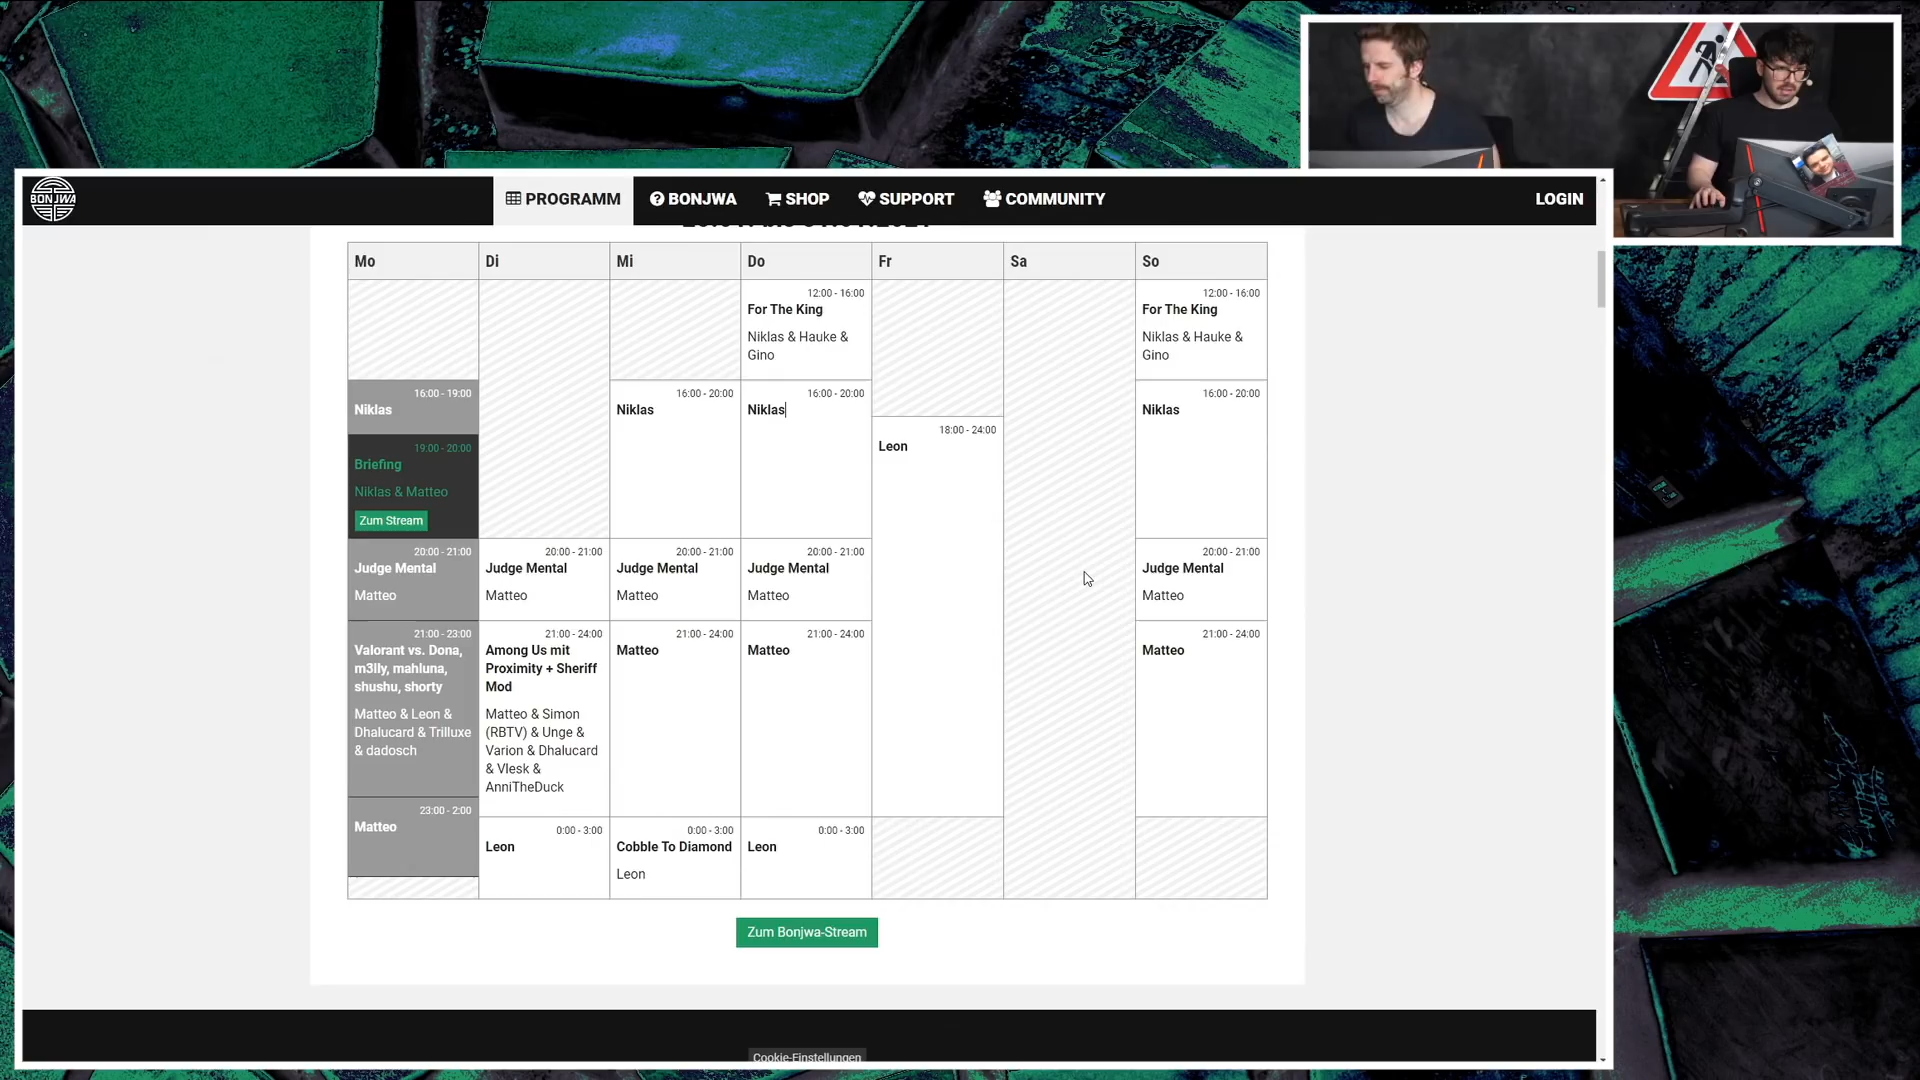 BONJWA
PROGRAMM
BONJWA
SHOP
SUPPORT
COMMUNITY
LOGIN
Mo
Di
Mi
Do
Fr
Sa
So
12:00 - 16:00
For The King
Niklas & Hauke &
Gino
12:00 - 16:00
For The King
Niklas & Hauke &
Gino
16:00 - 19:00
Niklas
16:00 - 20:00
Niklas
16:00 - 20:00
Niklas
16:00 - 20:00
Niklas
18:00 - 24:00
Leon
19:00 - 20:00
Briefing
Niklas & Matteo
Zum Stream
20:00 - 21:00
Judge Mental
Matteo
20:00 - 21:00
Judge Mental
Matteo
20:00 - 21:00
Judge Mental
Matteo
20:00 - 21:00
Judge Mental
Matteo
20:00 - 21:00
Judge Mental
Matteo
21:00 - 23:00
Valorant vs. Dona,
m3lly, mahluna,
shushu, shorty
Matteo & Leon &
Dhalucard & Trilluxe
& dadosch
21:00 - 24:00
Among Us mit
Proximity + Sheriff
Mod
Matteo & Simon
(RBTV) & Unge &
Varion & Dhalucard
& Vlesk &
AnniTheDuck
21:00 - 24:00
Matteo
21:00 - 24:00
Matteo
21:00 - 24:00
Matteo
23:00 - 2:00
Matteo
0:00 - 3:00
Leon
0:00 - 3:00
Cobble To Diamond
Leon
0:00 - 3:00
Leon
Zum Bonjwa-Stream
Cookie-Einstellungen